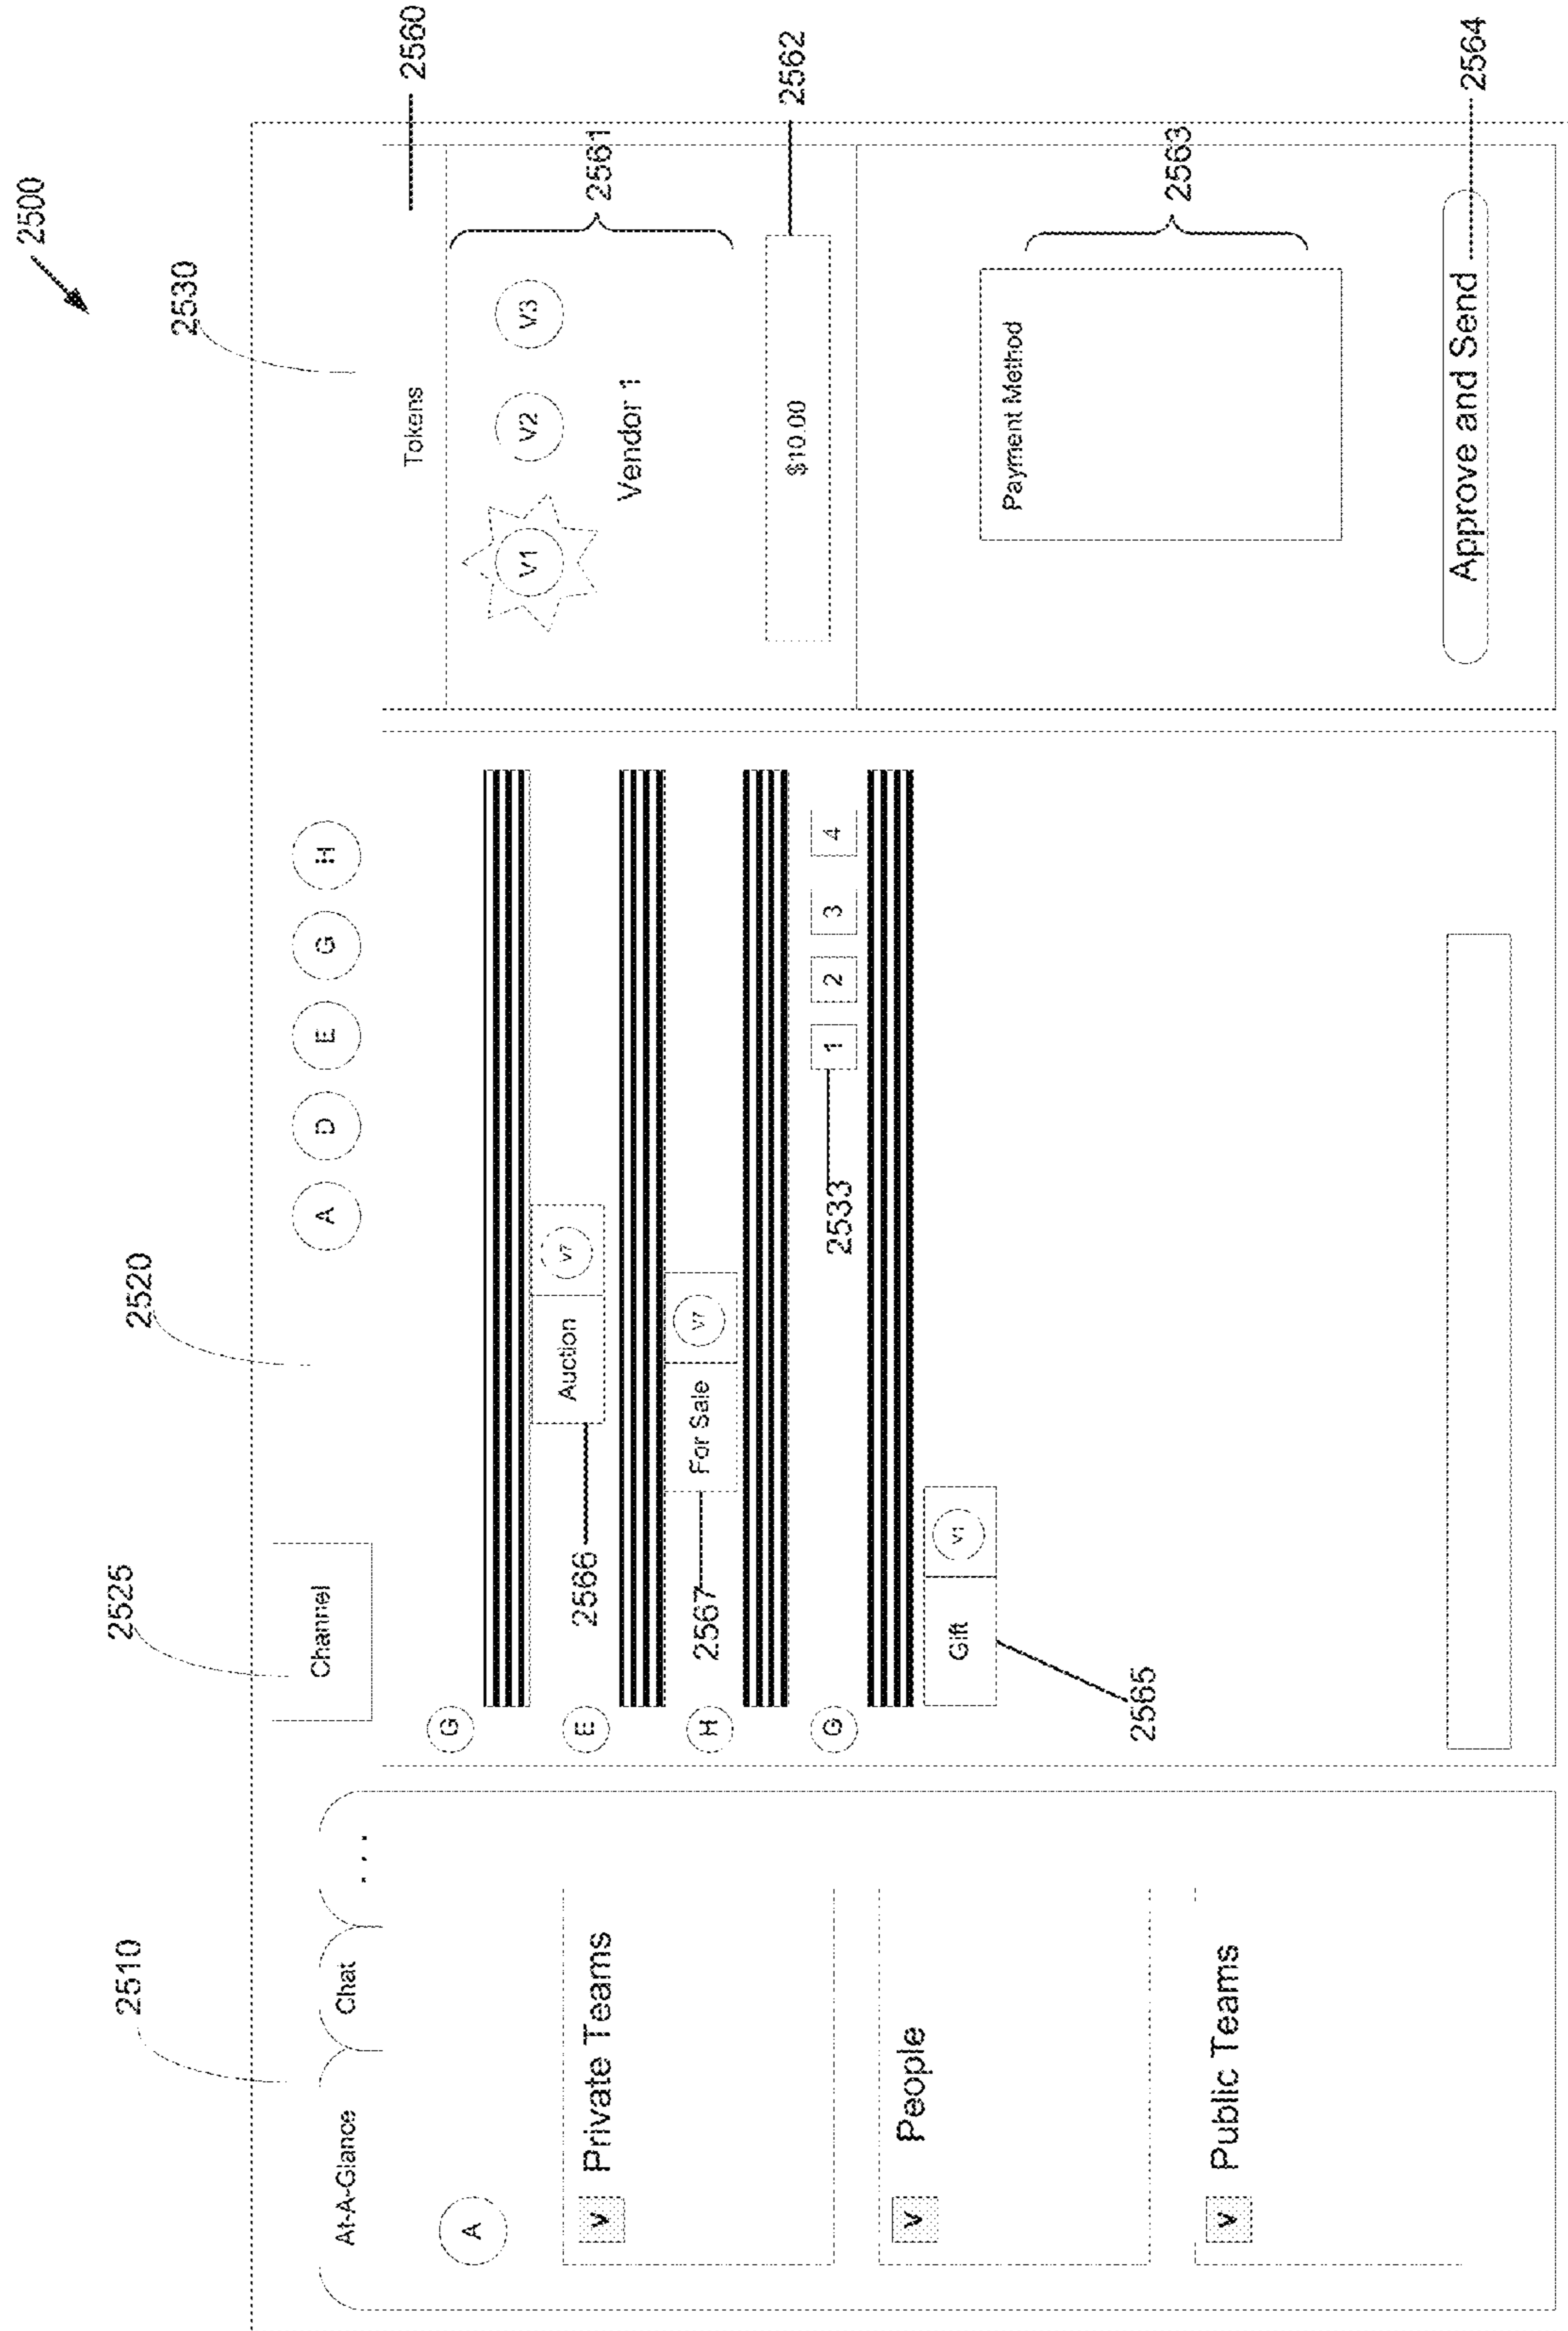 2500
2510
2520
2525
2530
2560
At-A-Glance
Chat
...
A
V Private Teams
V People
V Public Teams
Channel
A D E G H
G
E
2566
Auction V7
H
2567
For Sale V7
G
2533
1 2 3 4
Gift V1
2565
Tokens
V1 V2 V3
2561
Vendor 1
$10.00
2562
Payment Method
2563
Approve and Send
2564